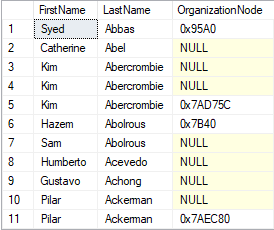 FirstName LastName OrganizationNode
1 Syed Abbas 0x95A0
2 Catherine Abel NULL
3 Kim Abercrombie NULL
4 Kim Abercrombie NULL
5 Kim Abercrombie 0x7AD75C
6 Hazem Abolrous 0x7B40
7 Sam Abolrous NULL
8 Humberto Acevedo NULL
9 Gustavo Achong NULL
10 Pilar Ackerman NULL
11 Pilar Ackerman 0x7AEC80